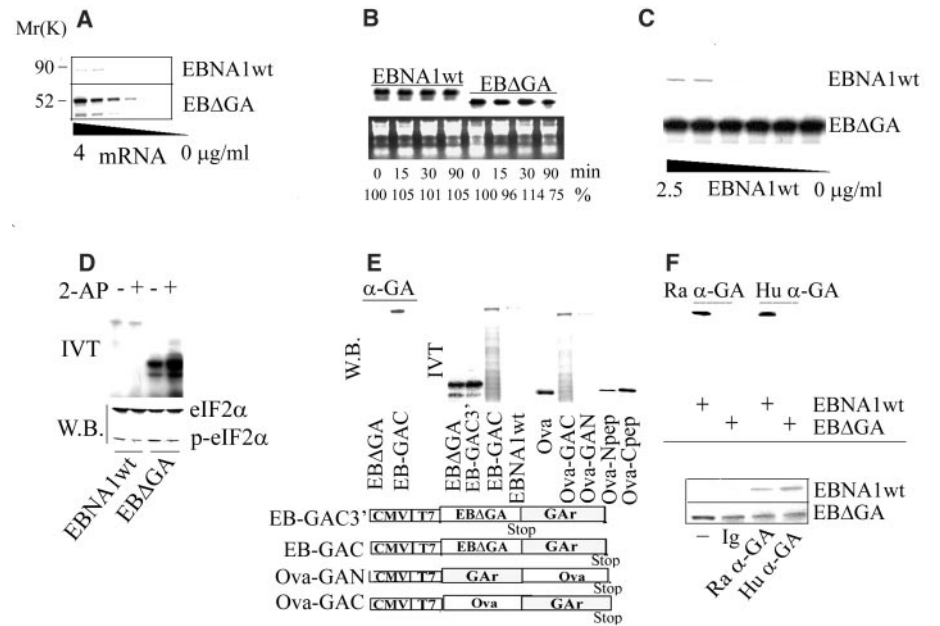 A
Mr(K)
90
EBNA1wt
52
EBΔGA
4 mRNA 0 µg/ml
B
EBNA1wt EBΔGA
0 15 30 90 0 15 30 90 min
100 105 101 105 100 96 114 75 %
C
EBNA1wt
EBΔGA
2.5 EBNA1wt 0 µg/ml
D
2-AP - + - +
IVT
W.B.
eIF2α
p-eIF2α
EBNA1wt
EBΔGA
E
α-GA
W.B.
IVT
EBΔGA
EB-GAC
EBΔGA
EB-GAC3'
EB-GAC
EBNA1wt
Ova
Ova-GAC
Ova-GAN
Ova-Npep
Ova-Cpep
EB-GAC3' CMV T7 EBΔGA GAr
Stop
EB-GAC CMV T7 EBΔGA GAr
Stop
Ova-GAN CMV T7 GAr Ova
Stop
Ova-GAC CMV T7 Ova GAr
Stop
F
Ra α-GA Hu α-GA
+ + EBNA1wt
+ + EBΔGA
EBNA1wt
EBΔGA
–
Ig
Ra α-GA
Hu α-GA